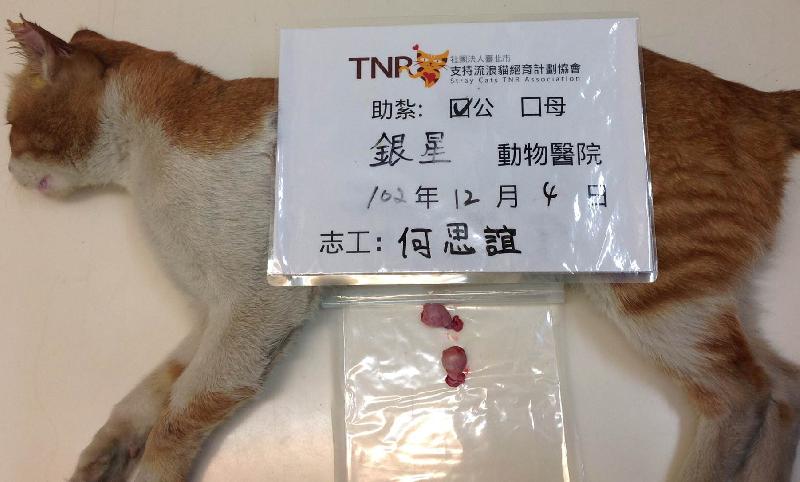 TNR 社團法人臺北市
支持流浪貓絕育計劃協會
Stray Cats TNR Association
助紮: ☑公 ☐母
銀星 動物醫院
102年12月4日
志工: 何思誼